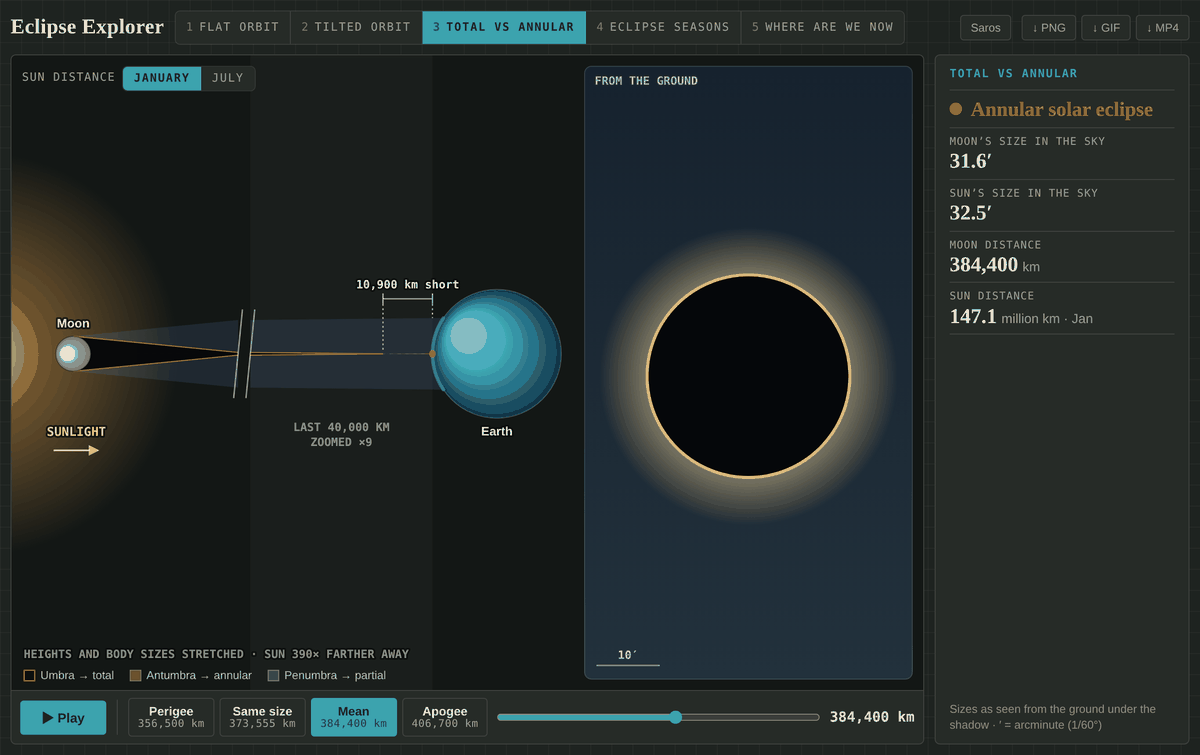 Eclipse Explorer
1 FLAT ORBIT
2 TILTED ORBIT
3 TOTAL VS ANNULAR
4 ECLIPSE SEASONS
5 WHERE ARE WE NOW
Saros
↓ PNG
↓ GIF
↓ MP4
SUN DISTANCE
JANUARY
JULY
10,900 km short
Moon
SUNLIGHT
LAST 40,000 KM
ZOOMED ×9
Earth
HEIGHTS AND BODY SIZES STRETCHED · SUN 390× FARTHER AWAY
Umbra → total
Antumbra → annular
Penumbra → partial
FROM THE GROUND
10′
TOTAL VS ANNULAR
Annular solar eclipse
MOON’S SIZE IN THE SKY
31.6′
SUN’S SIZE IN THE SKY
32.5′
MOON DISTANCE
384,400 km
SUN DISTANCE
147.1 million km · Jan
Sizes as seen from the ground under the
shadow · ′ = arcminute (1/60°)
▶ Play
Perigee
356,500 km
Same size
373,555 km
Mean
384,400 km
Apogee
406,700 km
384,400 km